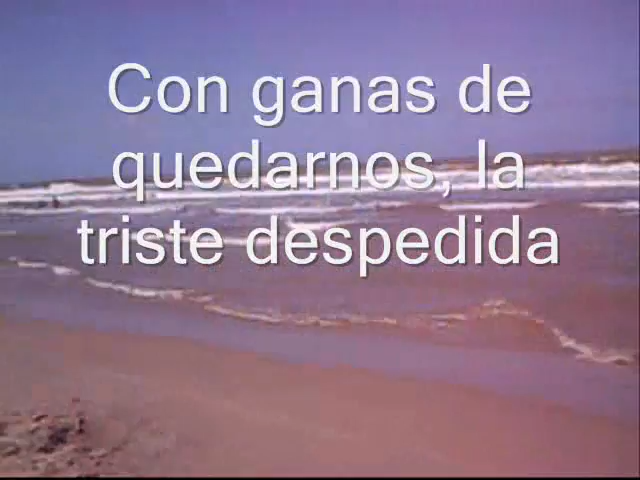 Con ganas de
quedarnos, la
triste despedida